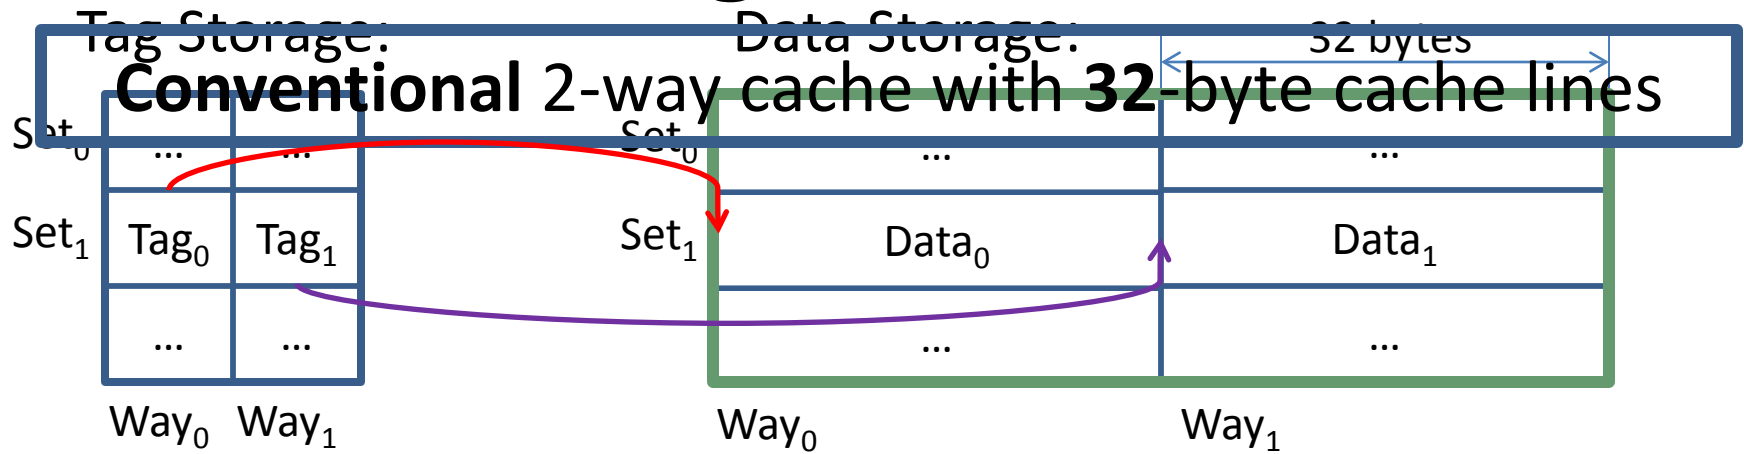 Tag Storage: Data Storage: 32 bytes
Conventional 2-way cache with 32-byte cache lines
Set0 ... ... Set0 ... ...
Set1 Tag0 Tag1 Set1 Data0 Data1
... ... ... ...
Way0 Way1 Way0 Way1